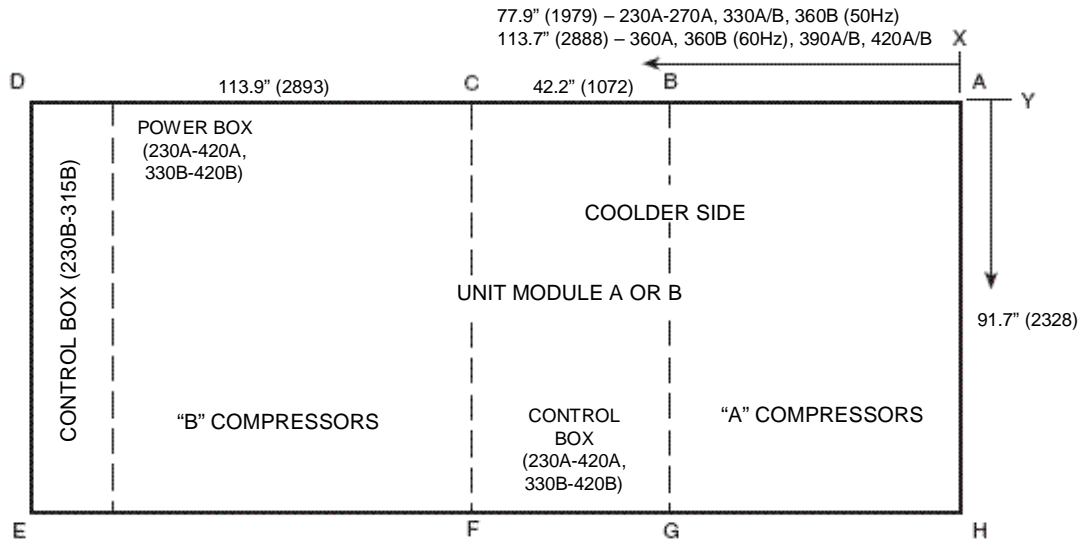 77.9” (1979) – 230A-270A, 330A/B, 360B (50Hz)
113.7” (2888) – 360A, 360B (60Hz), 390A/B, 420A/B
X
D
113.9” (2893)
C
42.2” (1072)
B
A
Y
POWER BOX
(230A-420A,
330B-420B)
CONTROL BOX (230B-315B)
COOLDER SIDE
UNIT MODULE A OR B
91.7” (2328)
“B” COMPRESSORS
CONTROL
BOX
(230A-420A,
330B-420B)
“A” COMPRESSORS
E
F
G
H